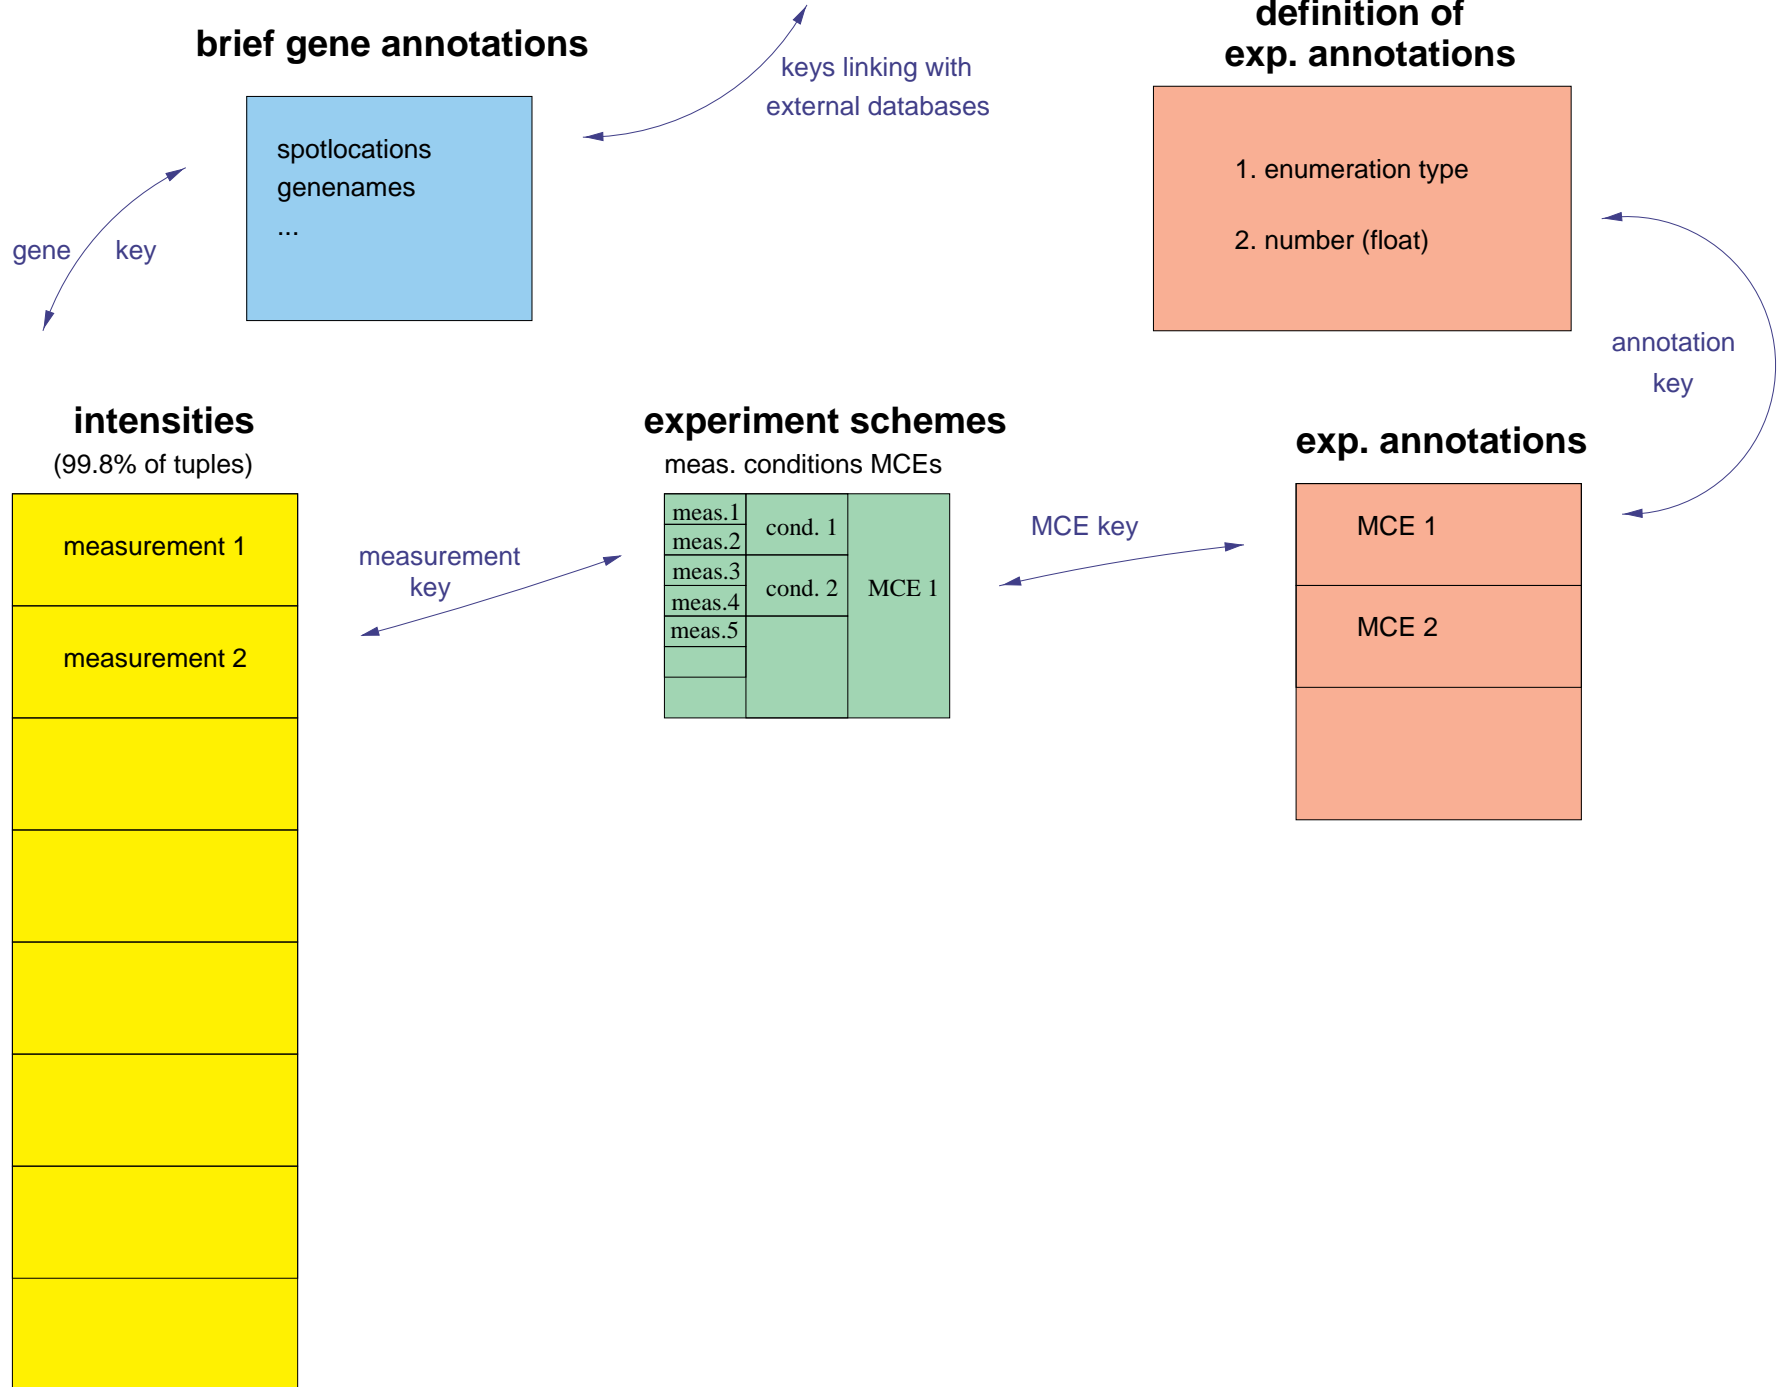 brief gene annotations
spotlocations
genenames
...
keys linking with
external databases
definition of
exp. annotations
1. enumeration type
2. number (float)
gene key
annotation
key
intensities
(99.8% of tuples)
measurement 1
measurement 2
measurement
key
experiment schemes
meas. conditions MCEs
meas.1
meas.2
meas.3
meas.4
meas.5
cond. 1
cond. 2
MCE 1
MCE key
exp. annotations
MCE 1
MCE 2